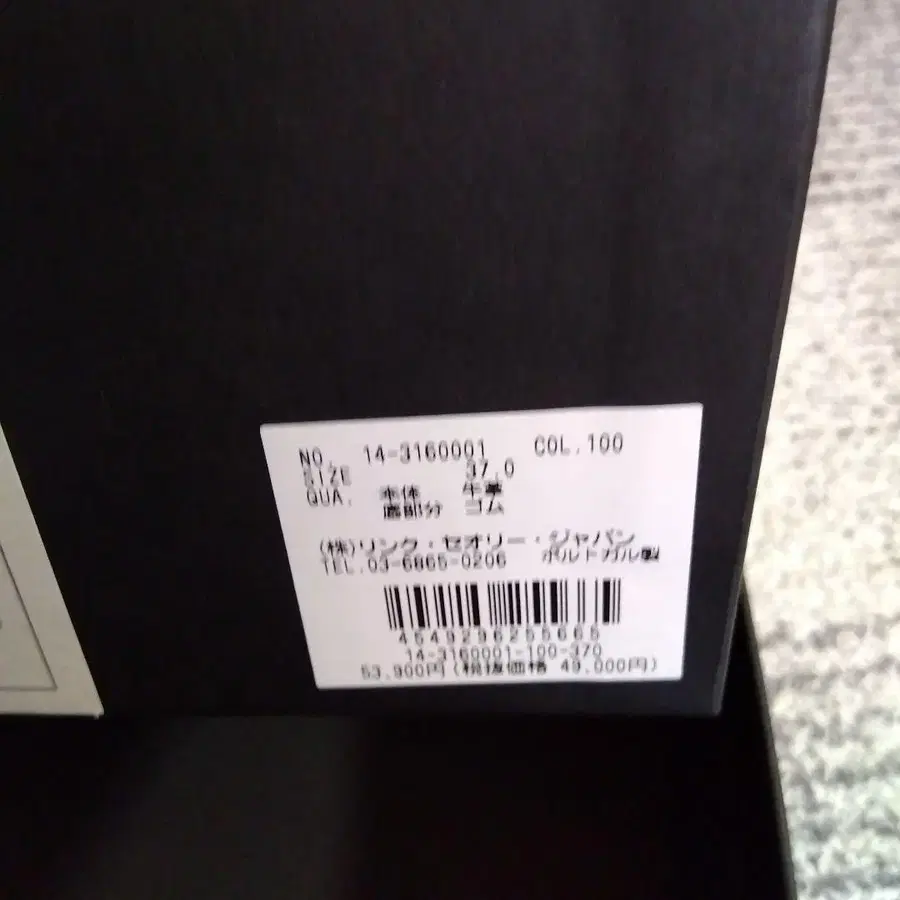 NO. 14-3160001 COL.100
SIZE 37.0
QUA. 本体 牛革
底部分 ゴム
(株)リンク・セオリー・ジャパン
TEL.03-6865-0206 ポルトガル製
4549296255665
14-3160001-100-370
53,900円(税抜価格 49,000円)